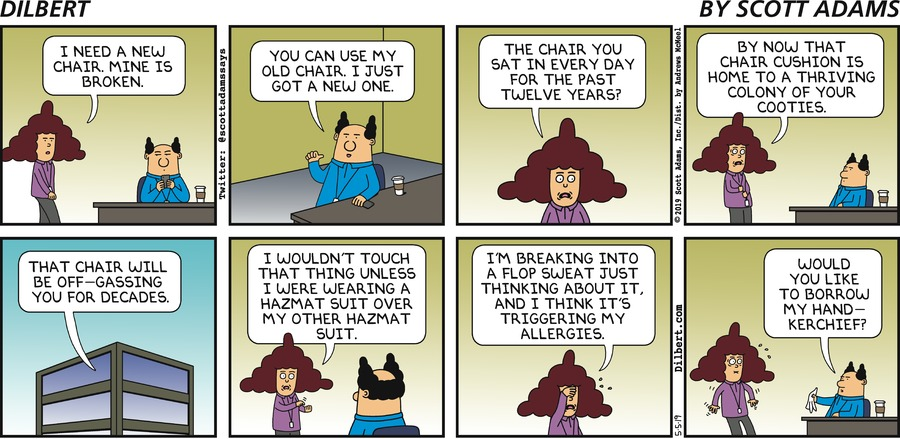 DILBERT
BY SCOTT ADAMS
I NEED A NEW
CHAIR. MINE IS
BROKEN.
Twitter: @scottadamssays
YOU CAN USE MY
OLD CHAIR. I JUST
GOT A NEW ONE.
THE CHAIR YOU
SAT IN EVERY DAY
FOR THE PAST
TWELVE YEARS?
© 2019 Scott Adams, Inc./Dist. by Andrews McMeel
BY NOW THAT
CHAIR CUSHION IS
HOME TO A THRIVING
COLONY OF YOUR
COOTIES.
THAT CHAIR WILL
BE OFF-GASSING
YOU FOR DECADES.
I WOULDN'T TOUCH
THAT THING UNLESS
I WERE WEARING A
HAZMAT SUIT OVER
MY OTHER HAZMAT
SUIT.
I'M BREAKING INTO
A FLOP SWEAT JUST
THINKING ABOUT IT,
AND I THINK IT'S
TRIGGERING MY
ALLERGIES.
5-5-19
Dilbert.com
WOULD
YOU LIKE
TO BORROW
MY HAND-
KERCHIEF?